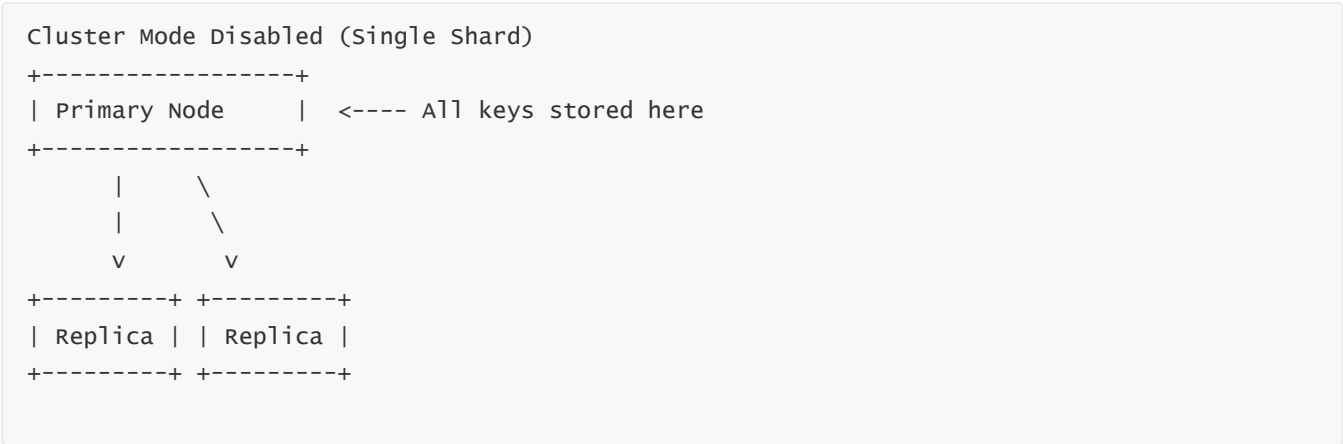 Cluster Mode Disabled (Single Shard)
+------------------+
| Primary Node     |  <---- All keys stored here
+------------------+
      |     \
      |      \
      v       v
+---------+ +---------+
| Replica | | Replica |
+---------+ +---------+